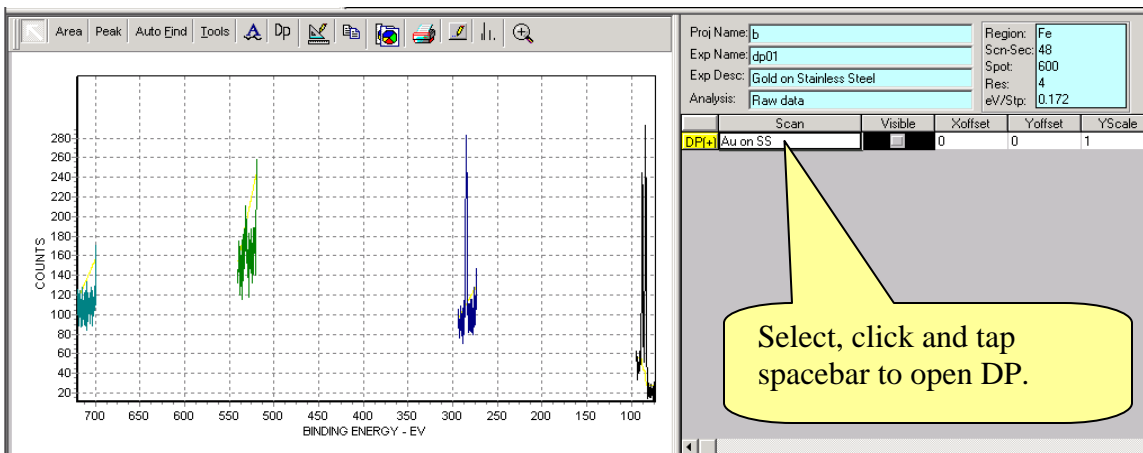 Area Peak Auto Find Tools A Dp
280
260
240
220
200
180
160
140
120
100
80
60
40
20
COUNTS
700 650 600 550 500 450 400 350 300 250 200 150 100
BINDING ENERGY - EV
Proj Name: b
Exp Name: dp01
Exp Desc: Gold on Stainless Steel
Analysis: Raw data
Region: Fe
Scn-Sec: 48
Spot: 600
Res: 4
eV/Stp: 0.172
Scan Visible Xoffset Yoffset YScale
DP(+) Au on SS 0 0 1
Select, click and tap
spacebar to open DP.